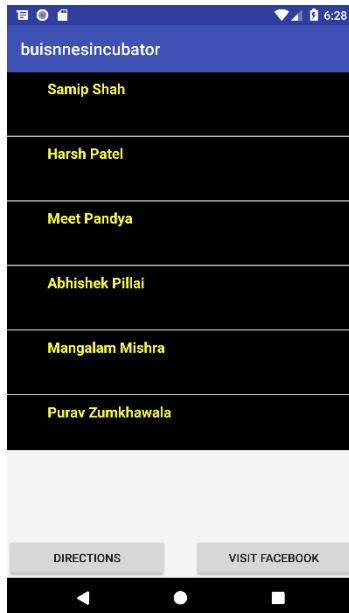 6:28
buisnnesincubator
Samip Shah
Harsh Patel
Meet Pandya
Abhishek Pillai
Mangalam Mishra
Purav Zumkhawala
DIRECTIONS
VISIT FACEBOOK